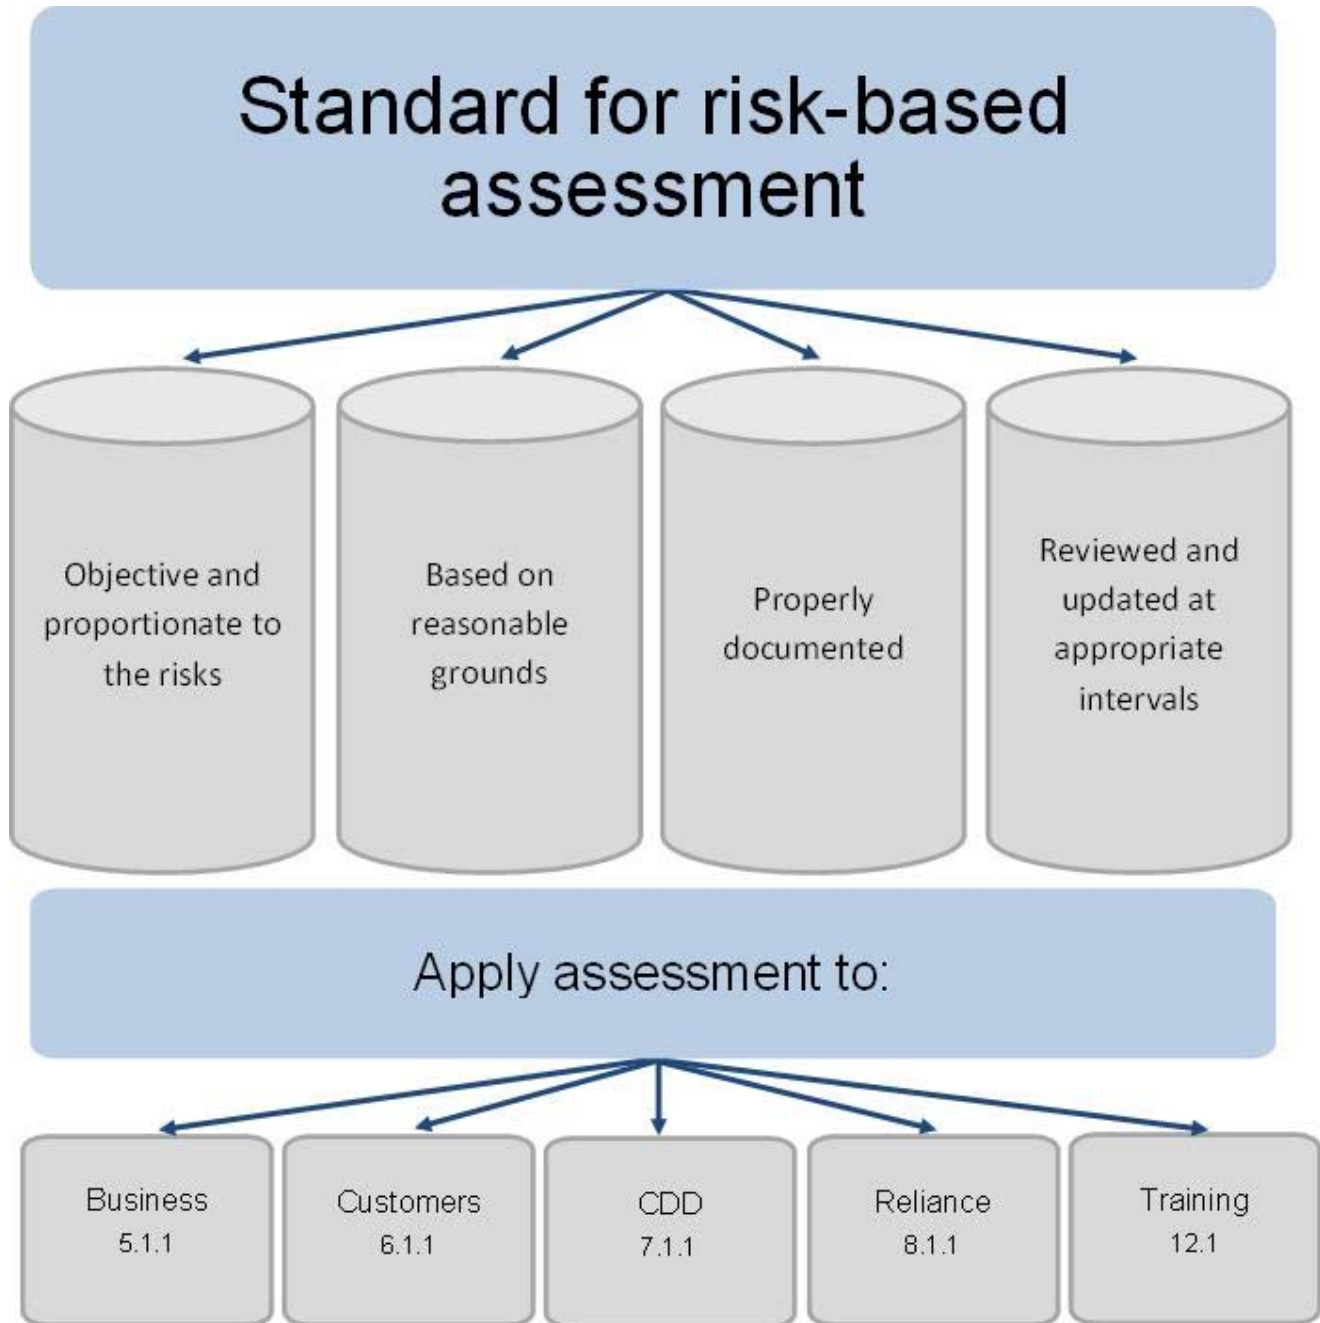 Standard for risk-based
assessment
Objective and
proportionate to
the risks
Based on
reasonable
grounds
Properly
documented
Reviewed and
updated at
appropriate
intervals
Apply assessment to:
Business
5.1.1
Customers
6.1.1
CDD
7.1.1
Reliance
8.1.1
Training
12.1